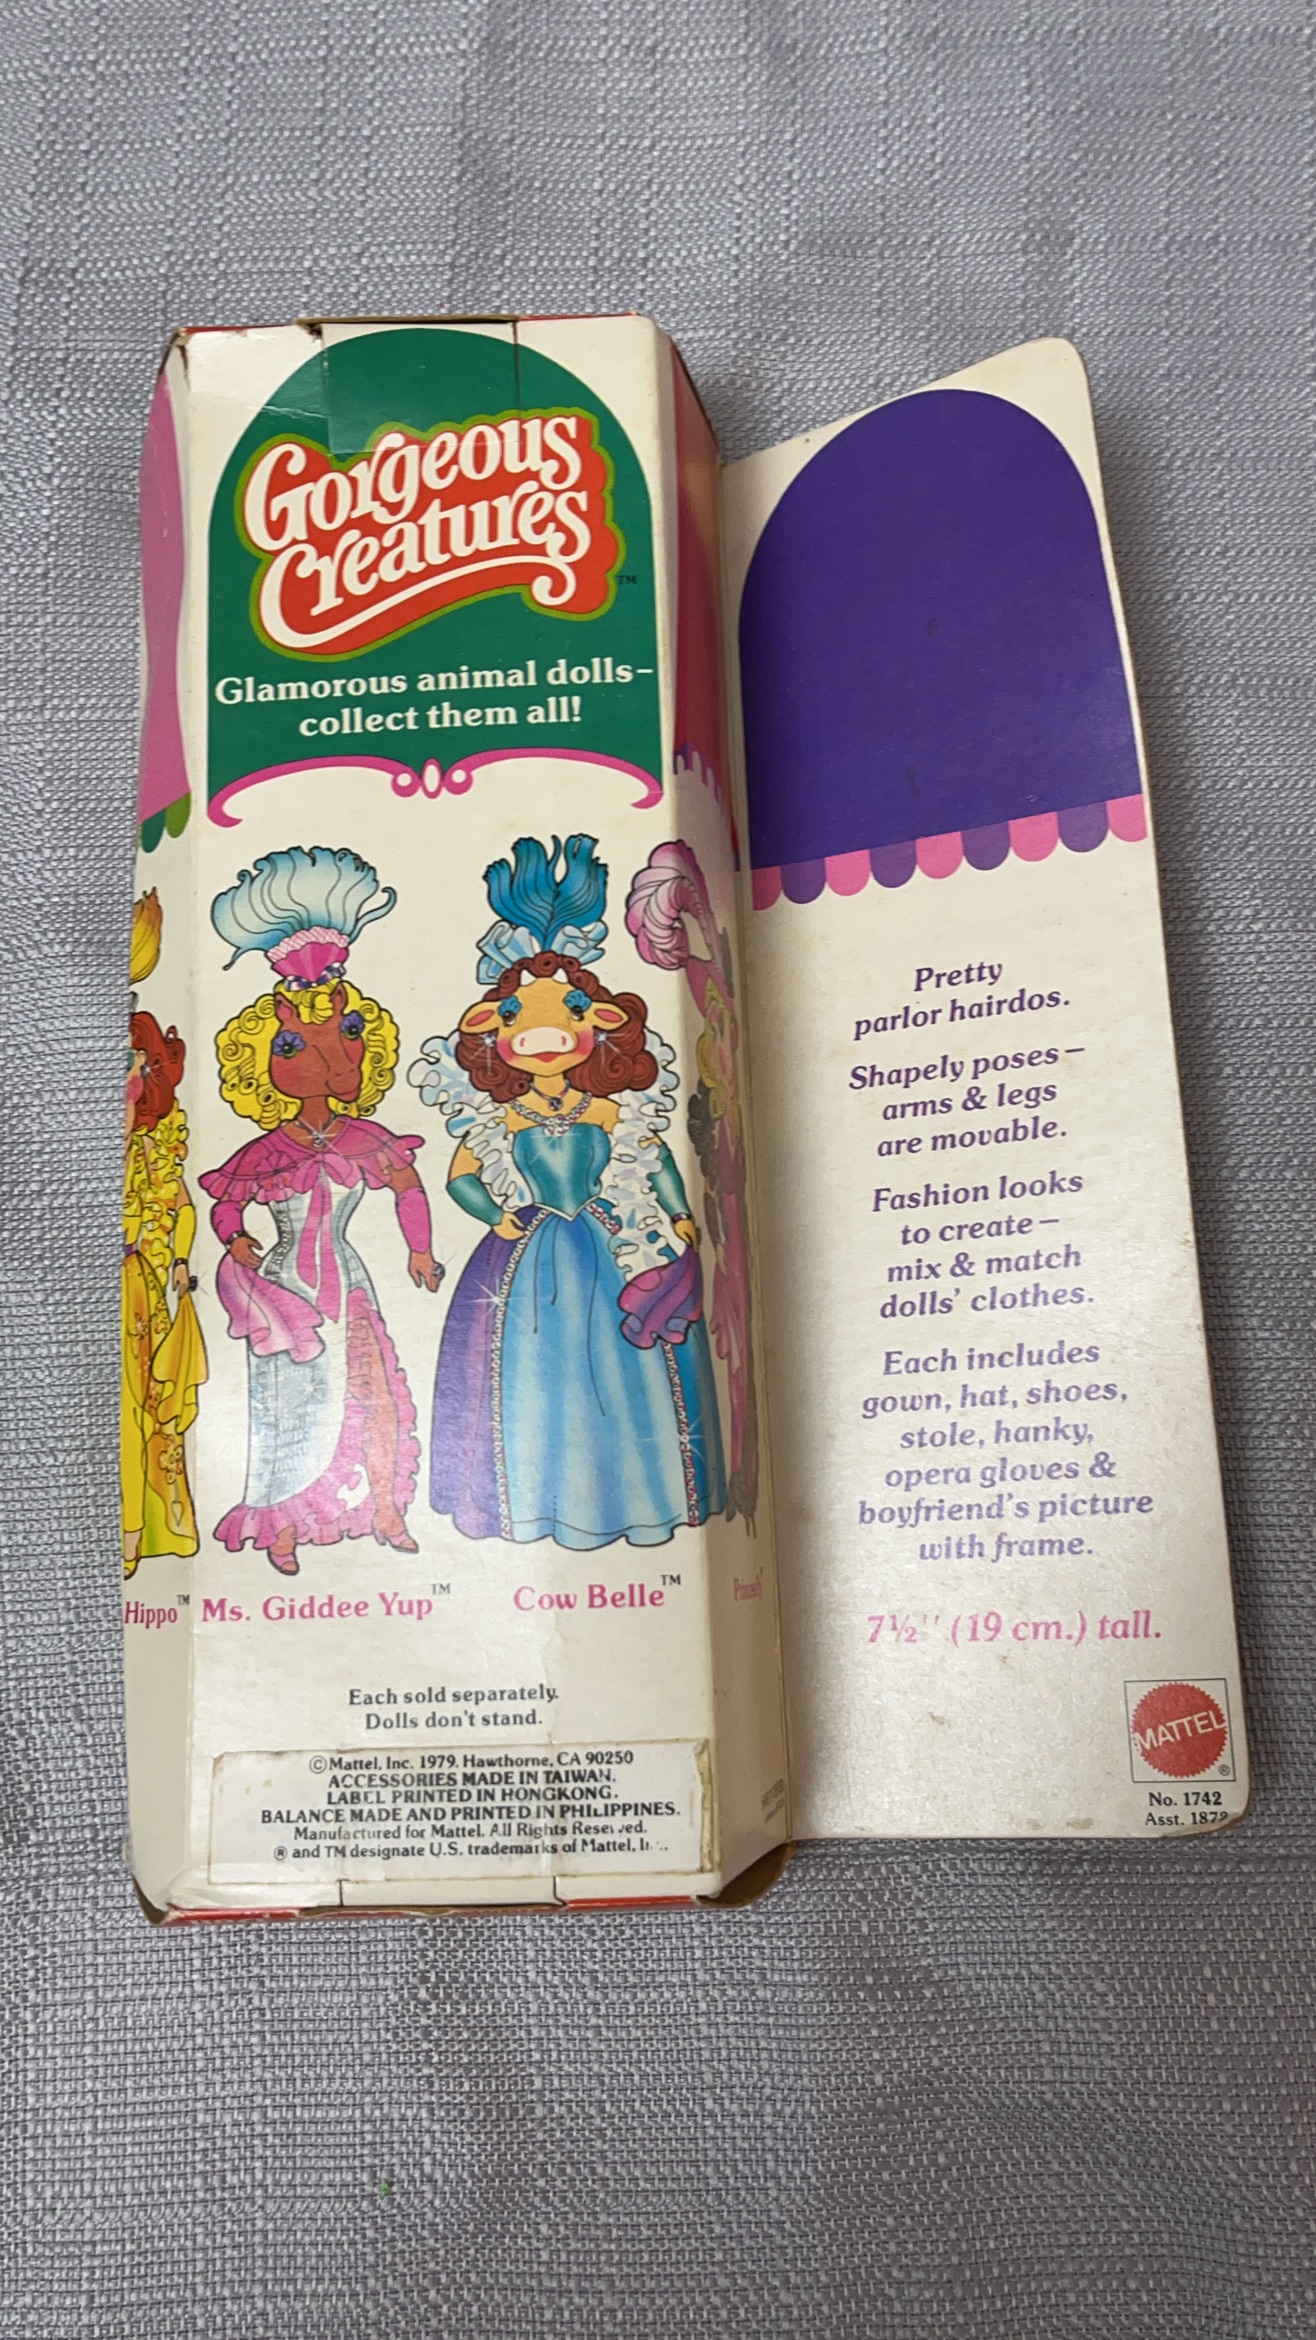 Gorgeous
Creatures
TM
Glamorous animal dolls–
collect them all!
Hippo™
Ms. Giddee Yup™
Cow Belle™
Each sold separately.
Dolls don't stand.
©Mattel, Inc. 1979. Hawthorne, CA 90250
ACCESSORIES MADE IN TAIWAN.
LABEL PRINTED IN HONGKONG.
BALANCE MADE AND PRINTED IN PHILIPPINES.
Manufactured for Mattel. All Rights Reserved.
® and TM designate U.S. trademarks of Mattel,
Pretty
parlor hairdos.
Shapely poses–
arms & legs
are movable.
Fashion looks
to create–
mix & match
dolls' clothes.
Each includes
gown, hat, shoes,
stole, hanky,
opera gloves &
boyfriend's picture
with frame.
7½'' (19 cm.) tall.
MATTEL
®
No. 1742
Asst. 1872